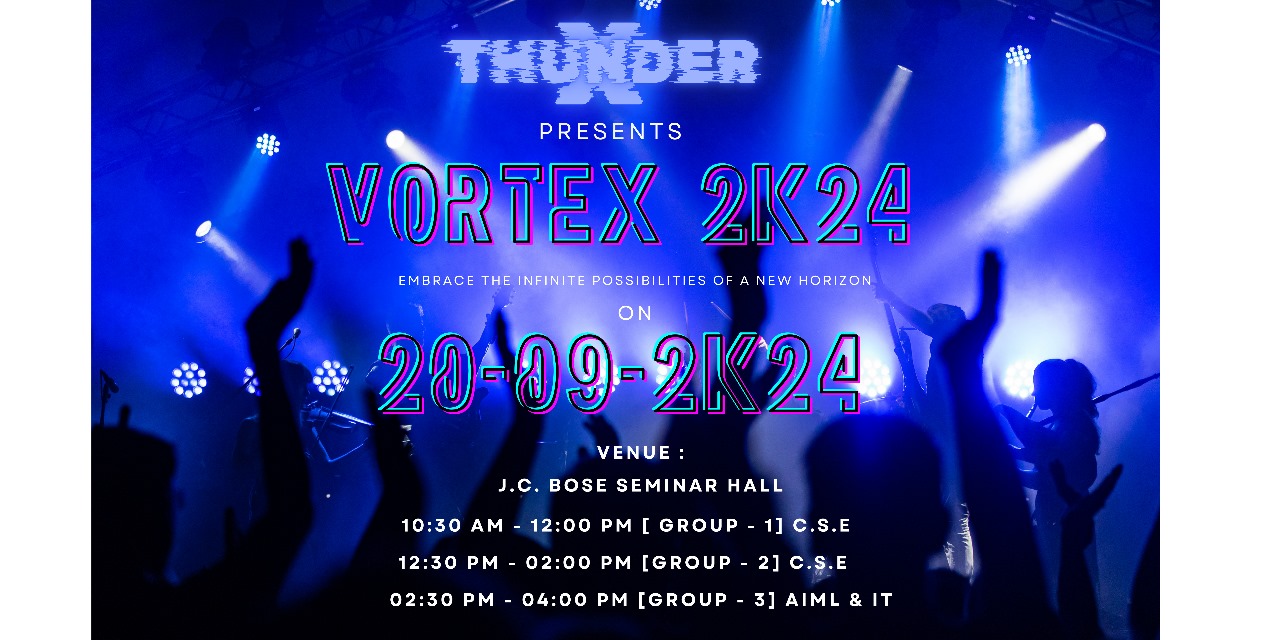 THUNDER
X
PRESENTS
VORTEX 2K24
EMBRACE THE INFINITE POSSIBILITIES OF A NEW HORIZON
ON
20-09-2K24
VENUE :
J.C. BOSE SEMINAR HALL
10:30 AM - 12:00 PM [ GROUP - 1] C.S.E
12:30 PM - 02:00 PM [GROUP - 2] C.S.E
02:30 PM - 04:00 PM [GROUP - 3] AIML & IT